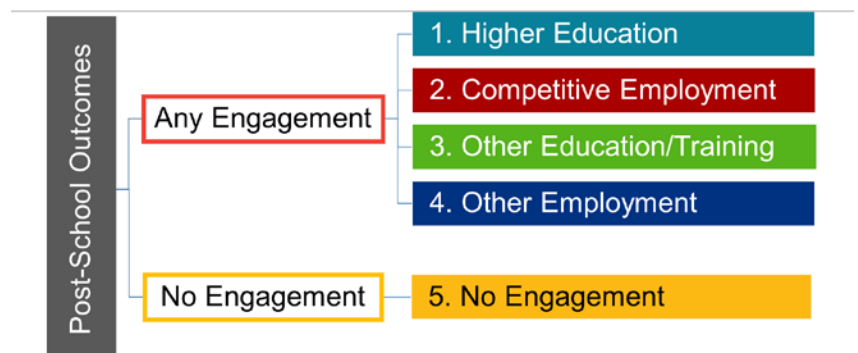 Post-School Outcomes
Any Engagement
1. Higher Education
2. Competitive Employment
3. Other Education/Training
4. Other Employment
No Engagement
5. No Engagement